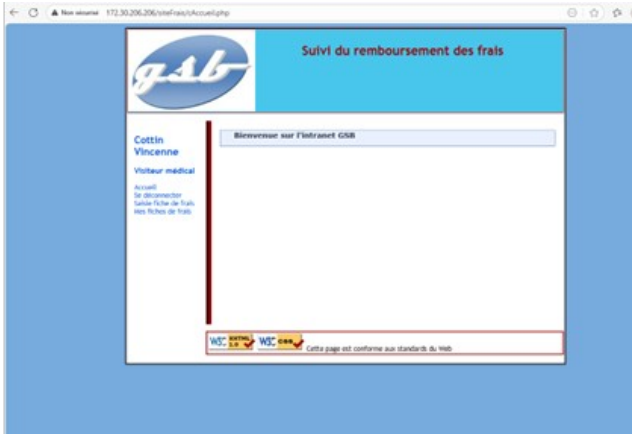 Non sécurisé 172.30.206.206/siteFrais/cAccueil.php
gsb
Suivi du remboursement des frais
Cottin
Vincenne
Visiteur médical
Accueil
Se déconnecter
Saisie fiche de frais
Mes fiches de frais
Bienvenue sur l'intranet GSB
W3C XHTML 1.0 W3C CSS Cette page est conforme aux standards du Web